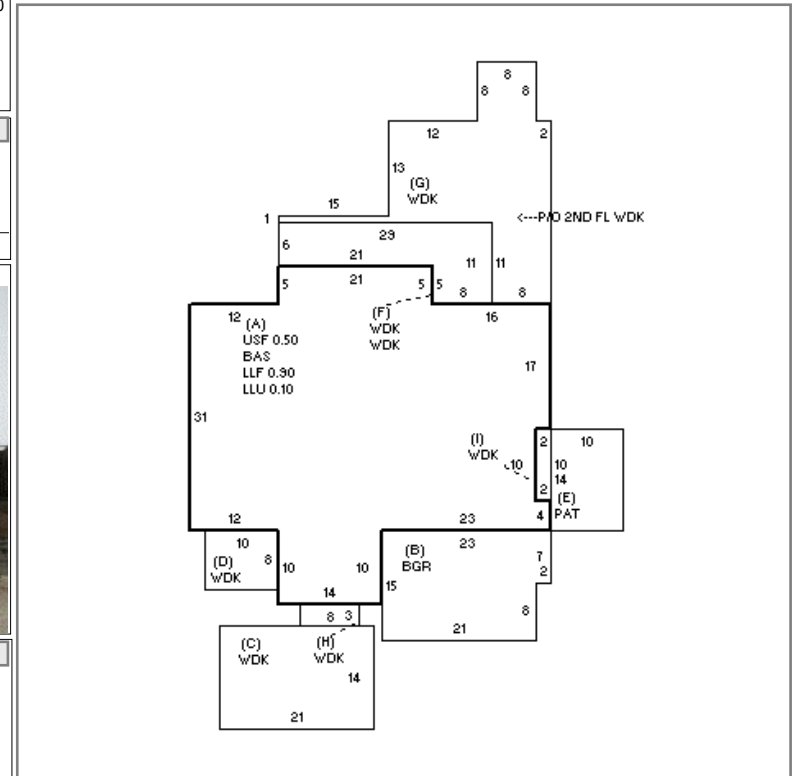 8
8 8
12 2
13
(G)
WDK
15
1
<---P/O 2ND FL WDK
29
6
21
11 11
5 21 5 5
8 8
12
(A)
USF 0.50
BAS
LLF 0.90
LLU 0.10
(F)
WDK
WDK
16
17
31
(I)
WDK
2 10
10 10
14
2
(E)
PAT
4
12 23
10
8
(D)
WDK
10 10
23
(B)
BGR
7
2
14
15
8 3
8
21
(C)
WDK
(H)
WDK
14
21